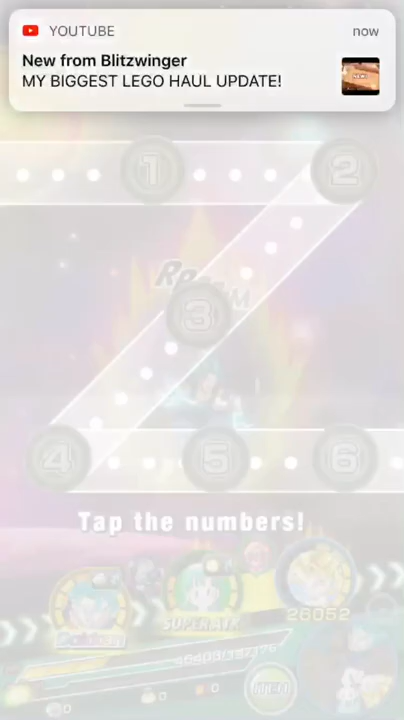 YOUTUBE
now
New from Blitzwinger
MY BIGGEST LEGO HAUL UPDATE!
1
2
3
4
5
6
Tap the numbers!
SUPER ATK
26052